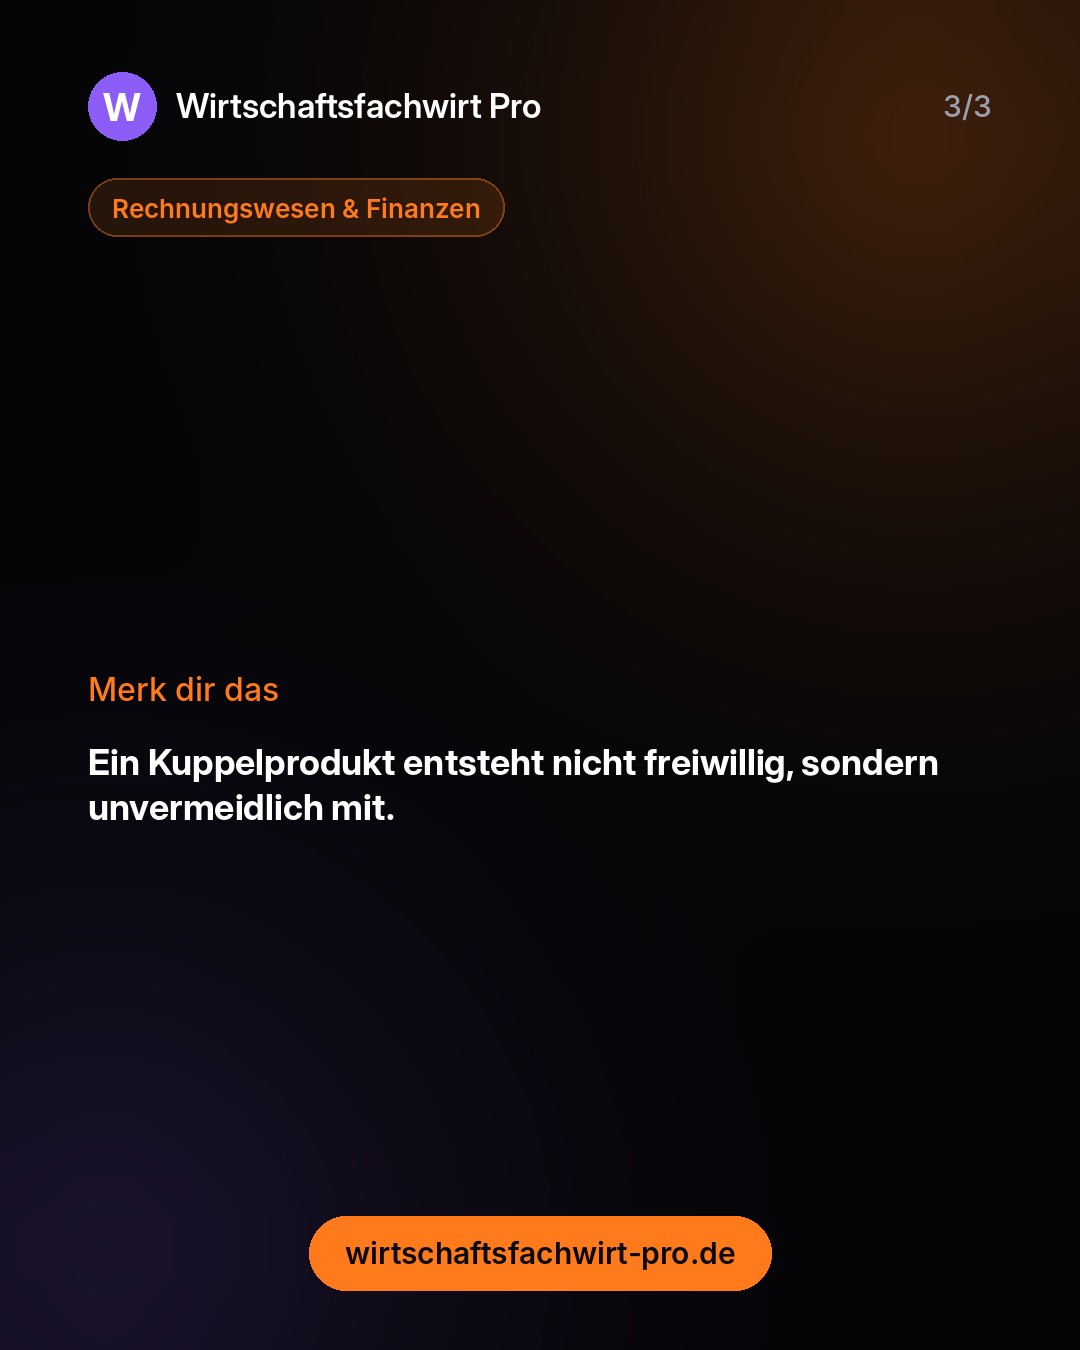 W Wirtschaftsfachwirt Pro 3/3
Rechnungswesen & Finanzen
Merk dir das
Ein Kuppelprodukt entsteht nicht freiwillig, sondern
unvermeidlich mit.
wirtschaftsfachwirt-pro.de